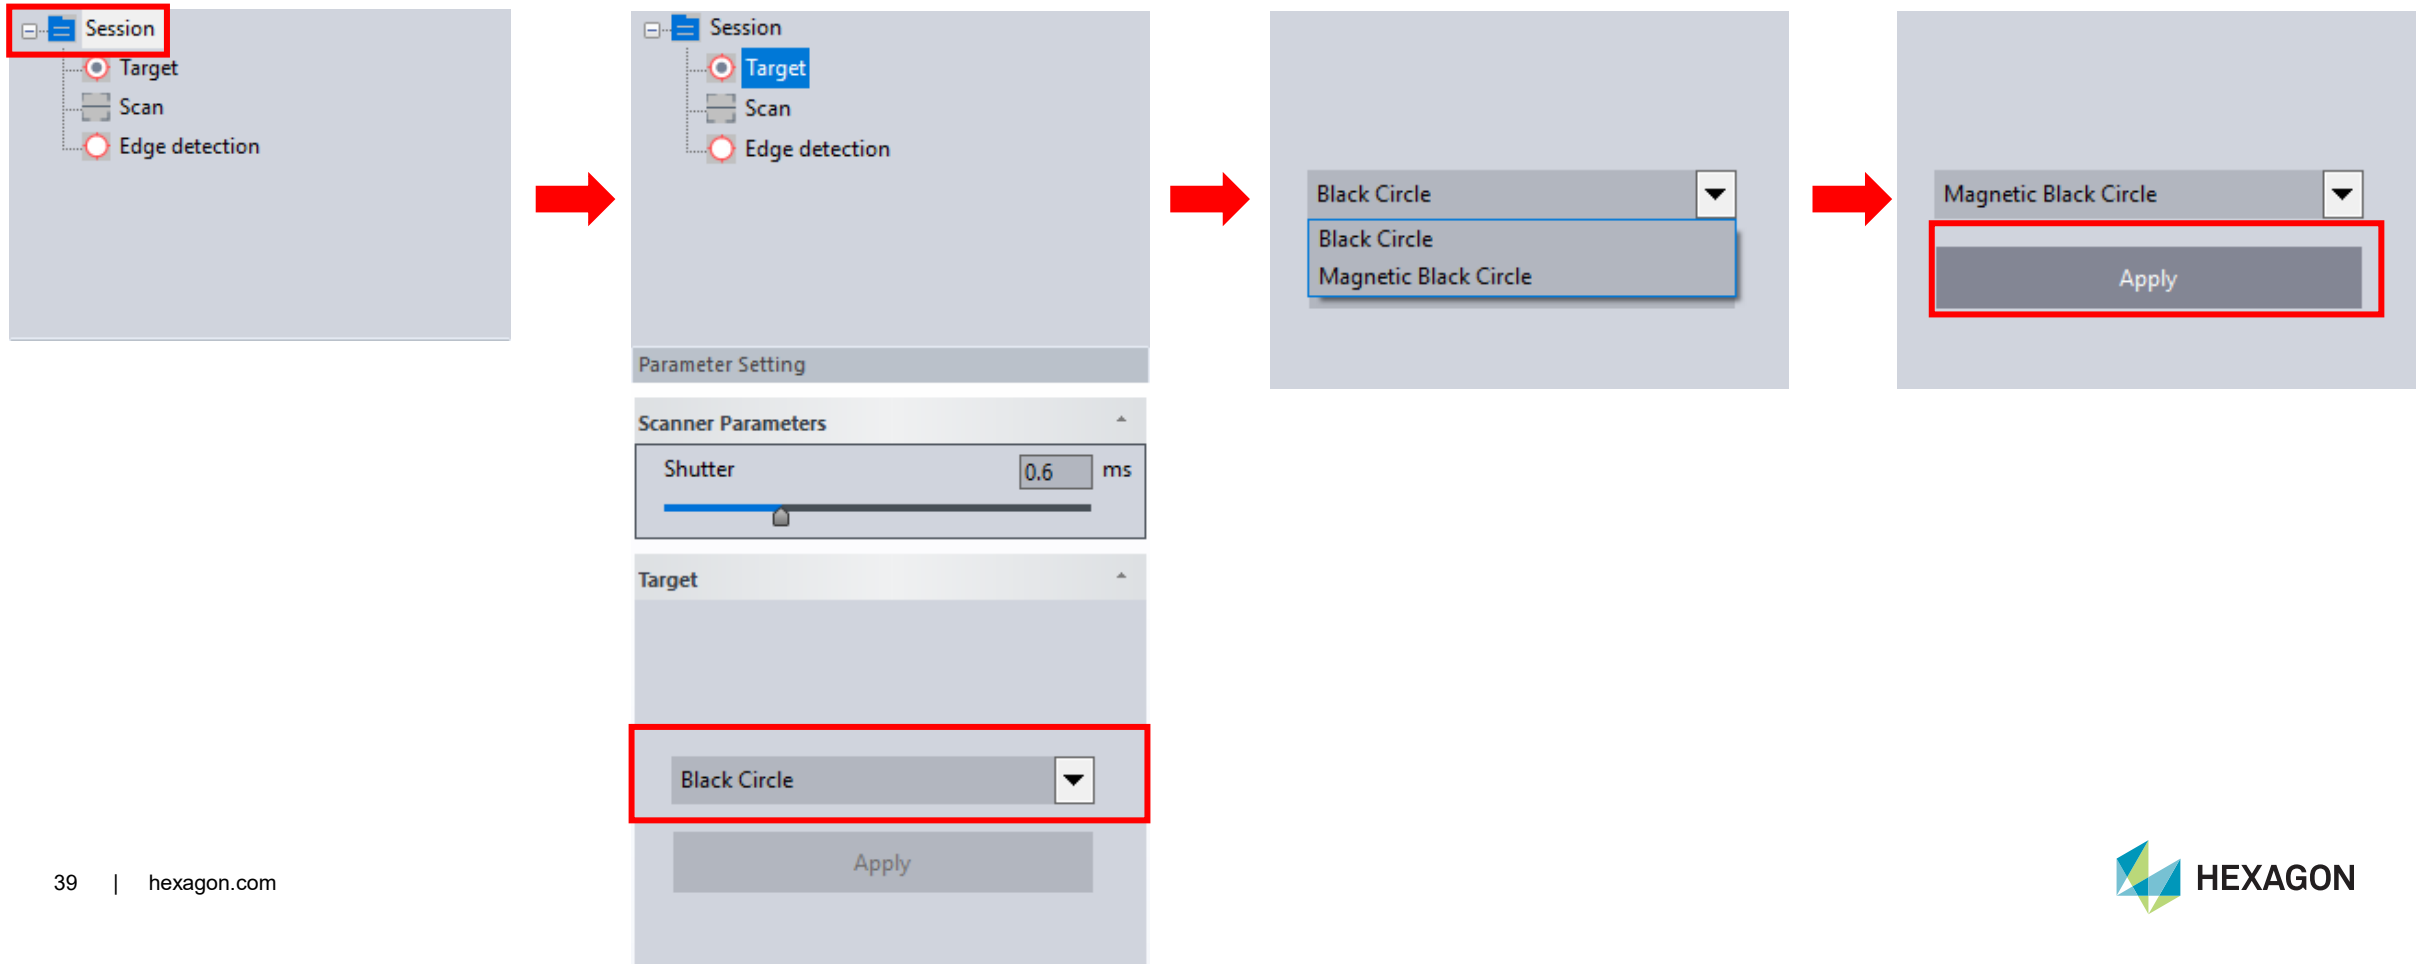 Session
Target
Scan
Edge detection
Session
Target
Scan
Edge detection
Parameter Setting
Scanner Parameters
Shutter 0.6 ms
Target
Black Circle
Apply
Black Circle
Black Circle
Magnetic Black Circle
Magnetic Black Circle
Apply
39 | hexagon.com
HEXAGON